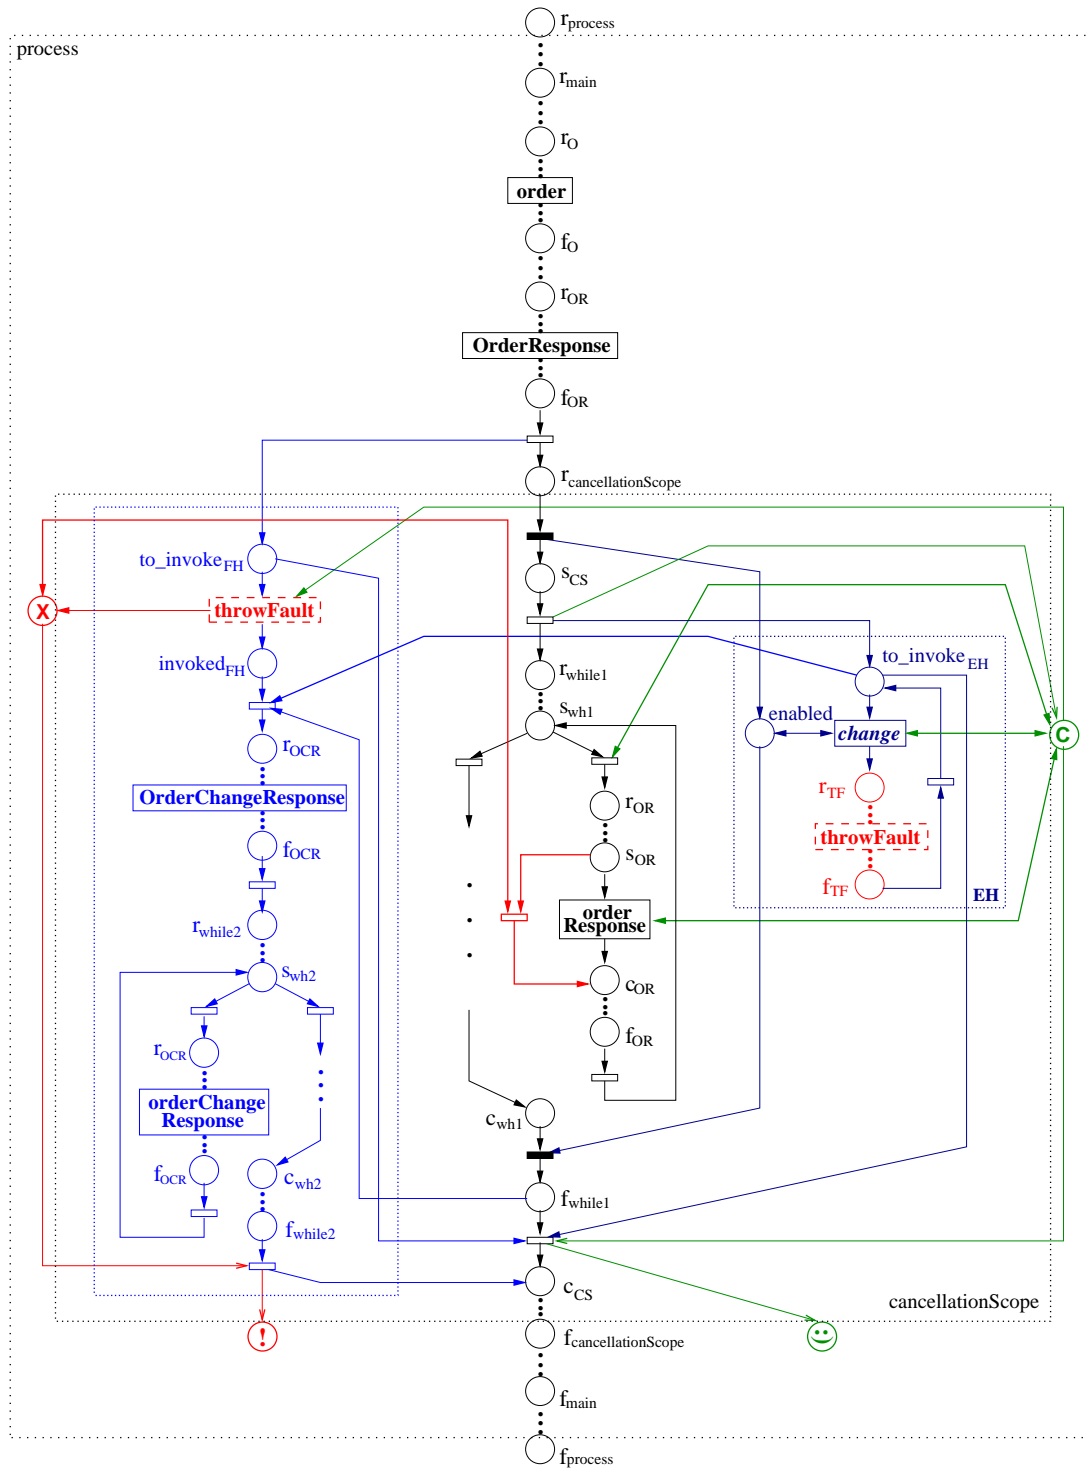 r_process
process
r_main
r_O
order
f_O
r_OR
OrderResponse
f_OR
r_cancellationScope
to_invoke_FH
s_CS
X
throwFault
invoked_FH
to_invoke_EH
r_while1
s_wh1
enabled
change
C
r_OCR
r_TF
OrderChangeResponse
r_OR
throwFault
f_OCR
s_OR
f_TF
EH
r_while2
order
Response
s_wh2
c_OR
f_OR
r_OCR
orderChange
Response
c_wh1
f_OCR
c_wh2
f_while1
f_while2
c_CS
cancellationScope
!
f_cancellationScope
f_main
f_process